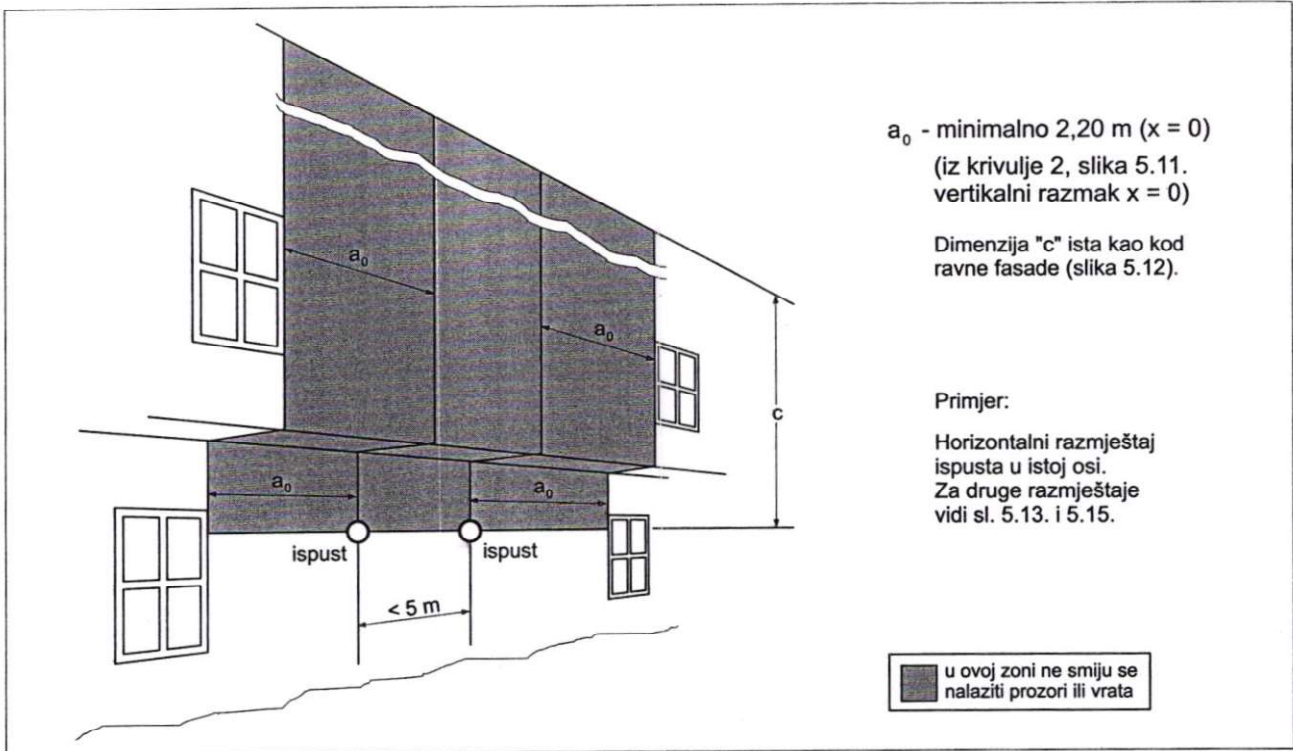 a₀ - minimalno 2,20 m (x = 0)
(iz krivulje 2, slika 5.11.
vertikalni razmak x = 0)
Dimenzija "c" ista kao kod
ravne fasade (slika 5.12).
a₀
a₀
c
Primjer:
Horizontalni razmještaj
ispusta u istoj osi.
Za druge razmještaje
vidi sl. 5.13. i 5.15.
a₀
a₀
ispust
ispust
< 5 m
u ovoj zoni ne smiju se
nalaziti prozori ili vrata